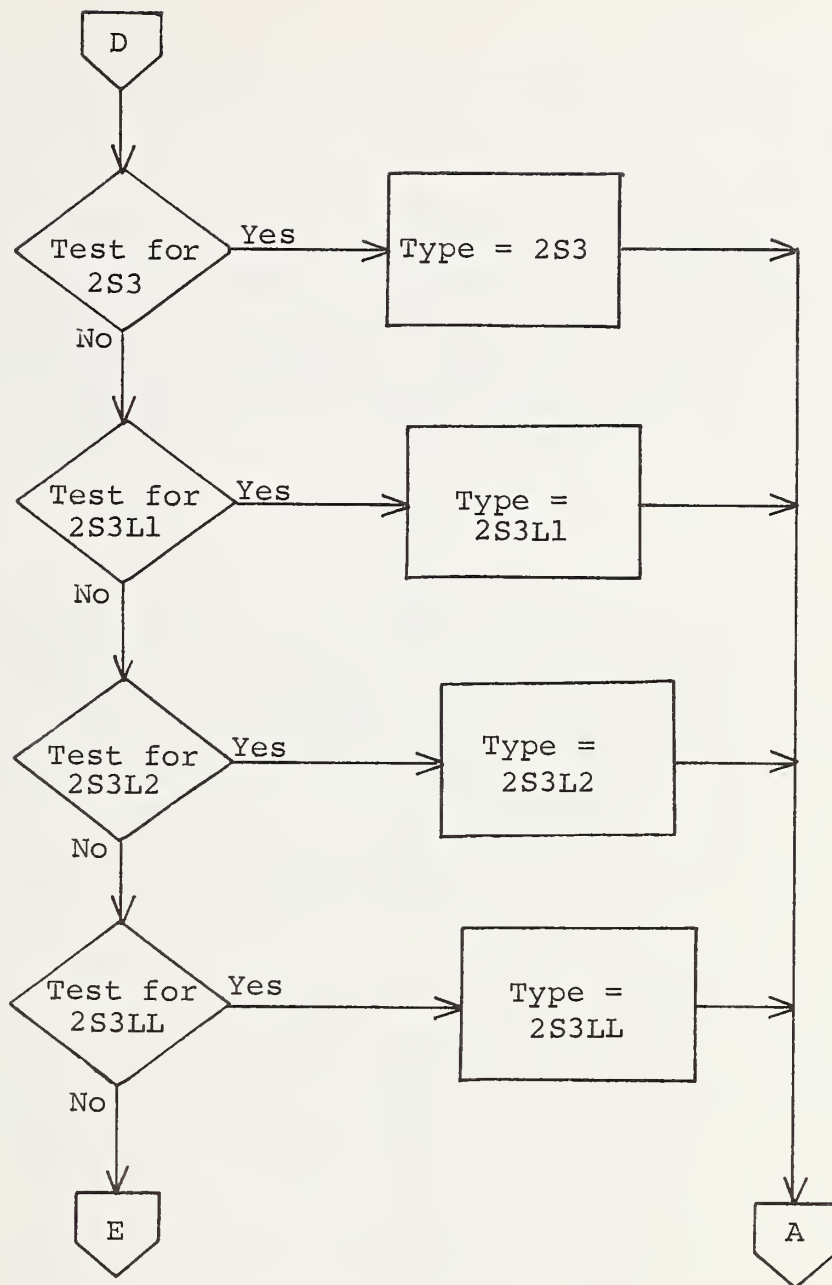 D
Test for
2S3
Yes
Type = 2S3
No
Test for
2S3L1
Yes
Type =
2S3L1
No
Test for
2S3L2
Yes
Type =
2S3L2
No
Test for
2S3LL
Yes
Type =
2S3LL
No
E
A